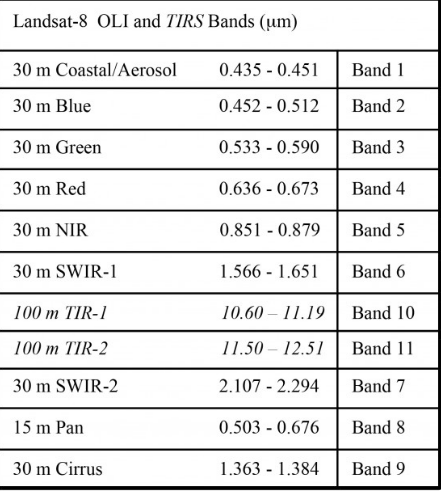 Landsat-8 OLI and TIRS Bands (μm)
30 m Coastal/Aerosol 0.435 - 0.451 Band 1
30 m Blue 0.452 - 0.512 Band 2
30 m Green 0.533 - 0.590 Band 3
30 m Red 0.636 - 0.673 Band 4
30 m NIR 0.851 - 0.879 Band 5
30 m SWIR-1 1.566 - 1.651 Band 6
100 m TIR-1 10.60 – 11.19 Band 10
100 m TIR-2 11.50 – 12.51 Band 11
30 m SWIR-2 2.107 - 2.294 Band 7
15 m Pan 0.503 - 0.676 Band 8
30 m Cirrus 1.363 - 1.384 Band 9